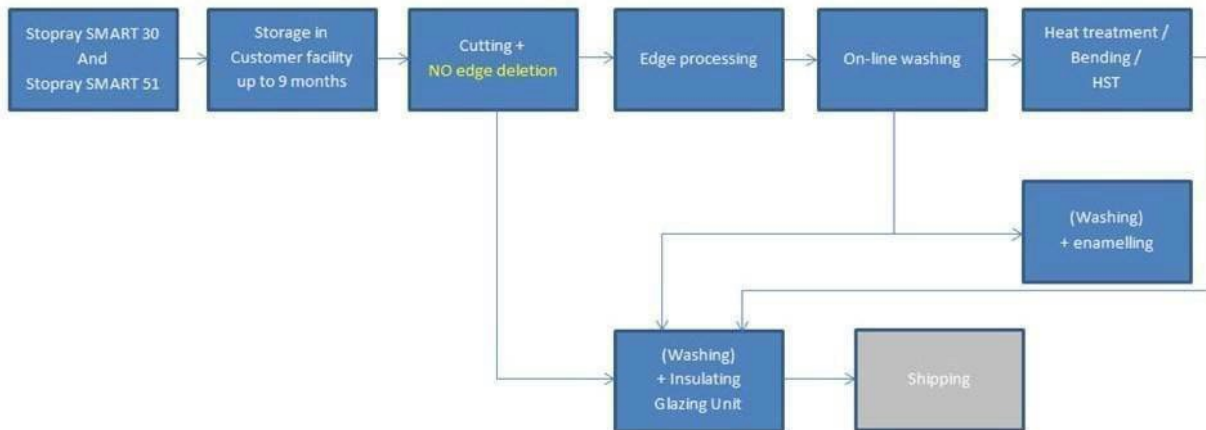 Stopray SMART 30
And
Stopray SMART 51
Storage in
Customer facility
up to 9 months
Cutting +
NO edge deletion
Edge processing
On-line washing
Heat treatment /
Bending /
HST
(Washing)
+ enamelling
(Washing)
+ Insulating
Glazing Unit
Shipping